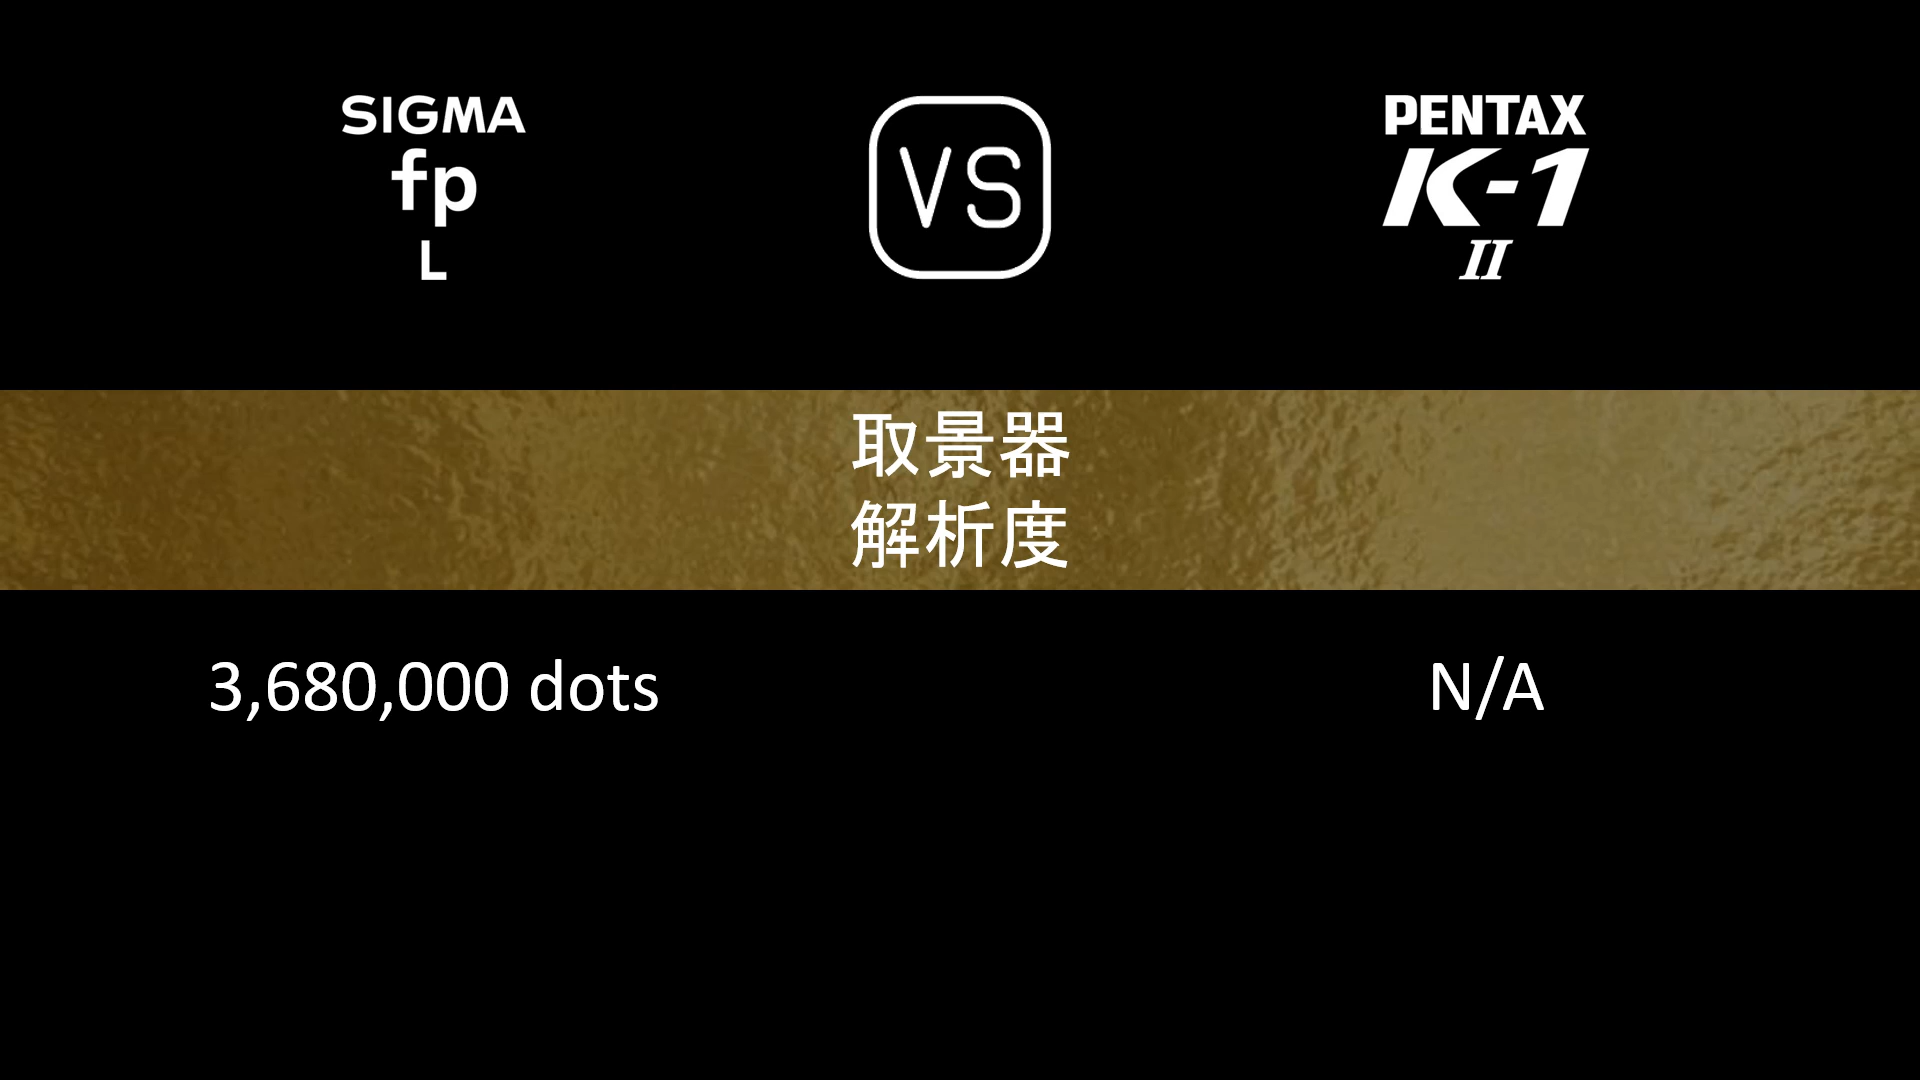 SIGMA
fp
L
VS
PENTAX
K-1
II
取景器
解析度
3,680,000 dots
N/A